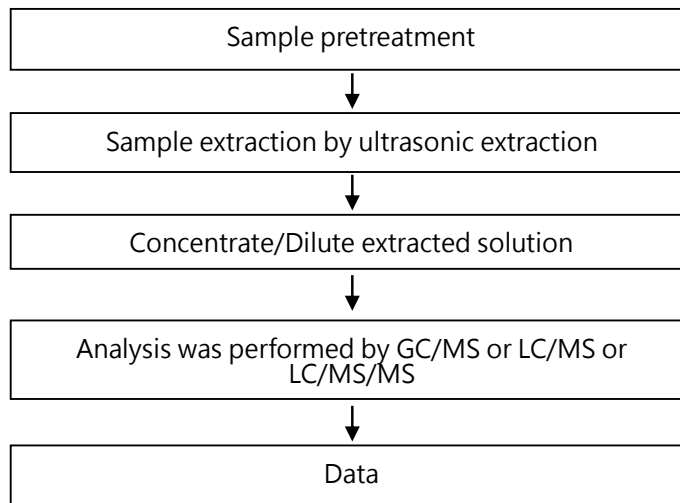 Sample pretreatment
Sample extraction by ultrasonic extraction
Concentrate/Dilute extracted solution
Analysis was performed by GC/MS or LC/MS or
LC/MS/MS
Data